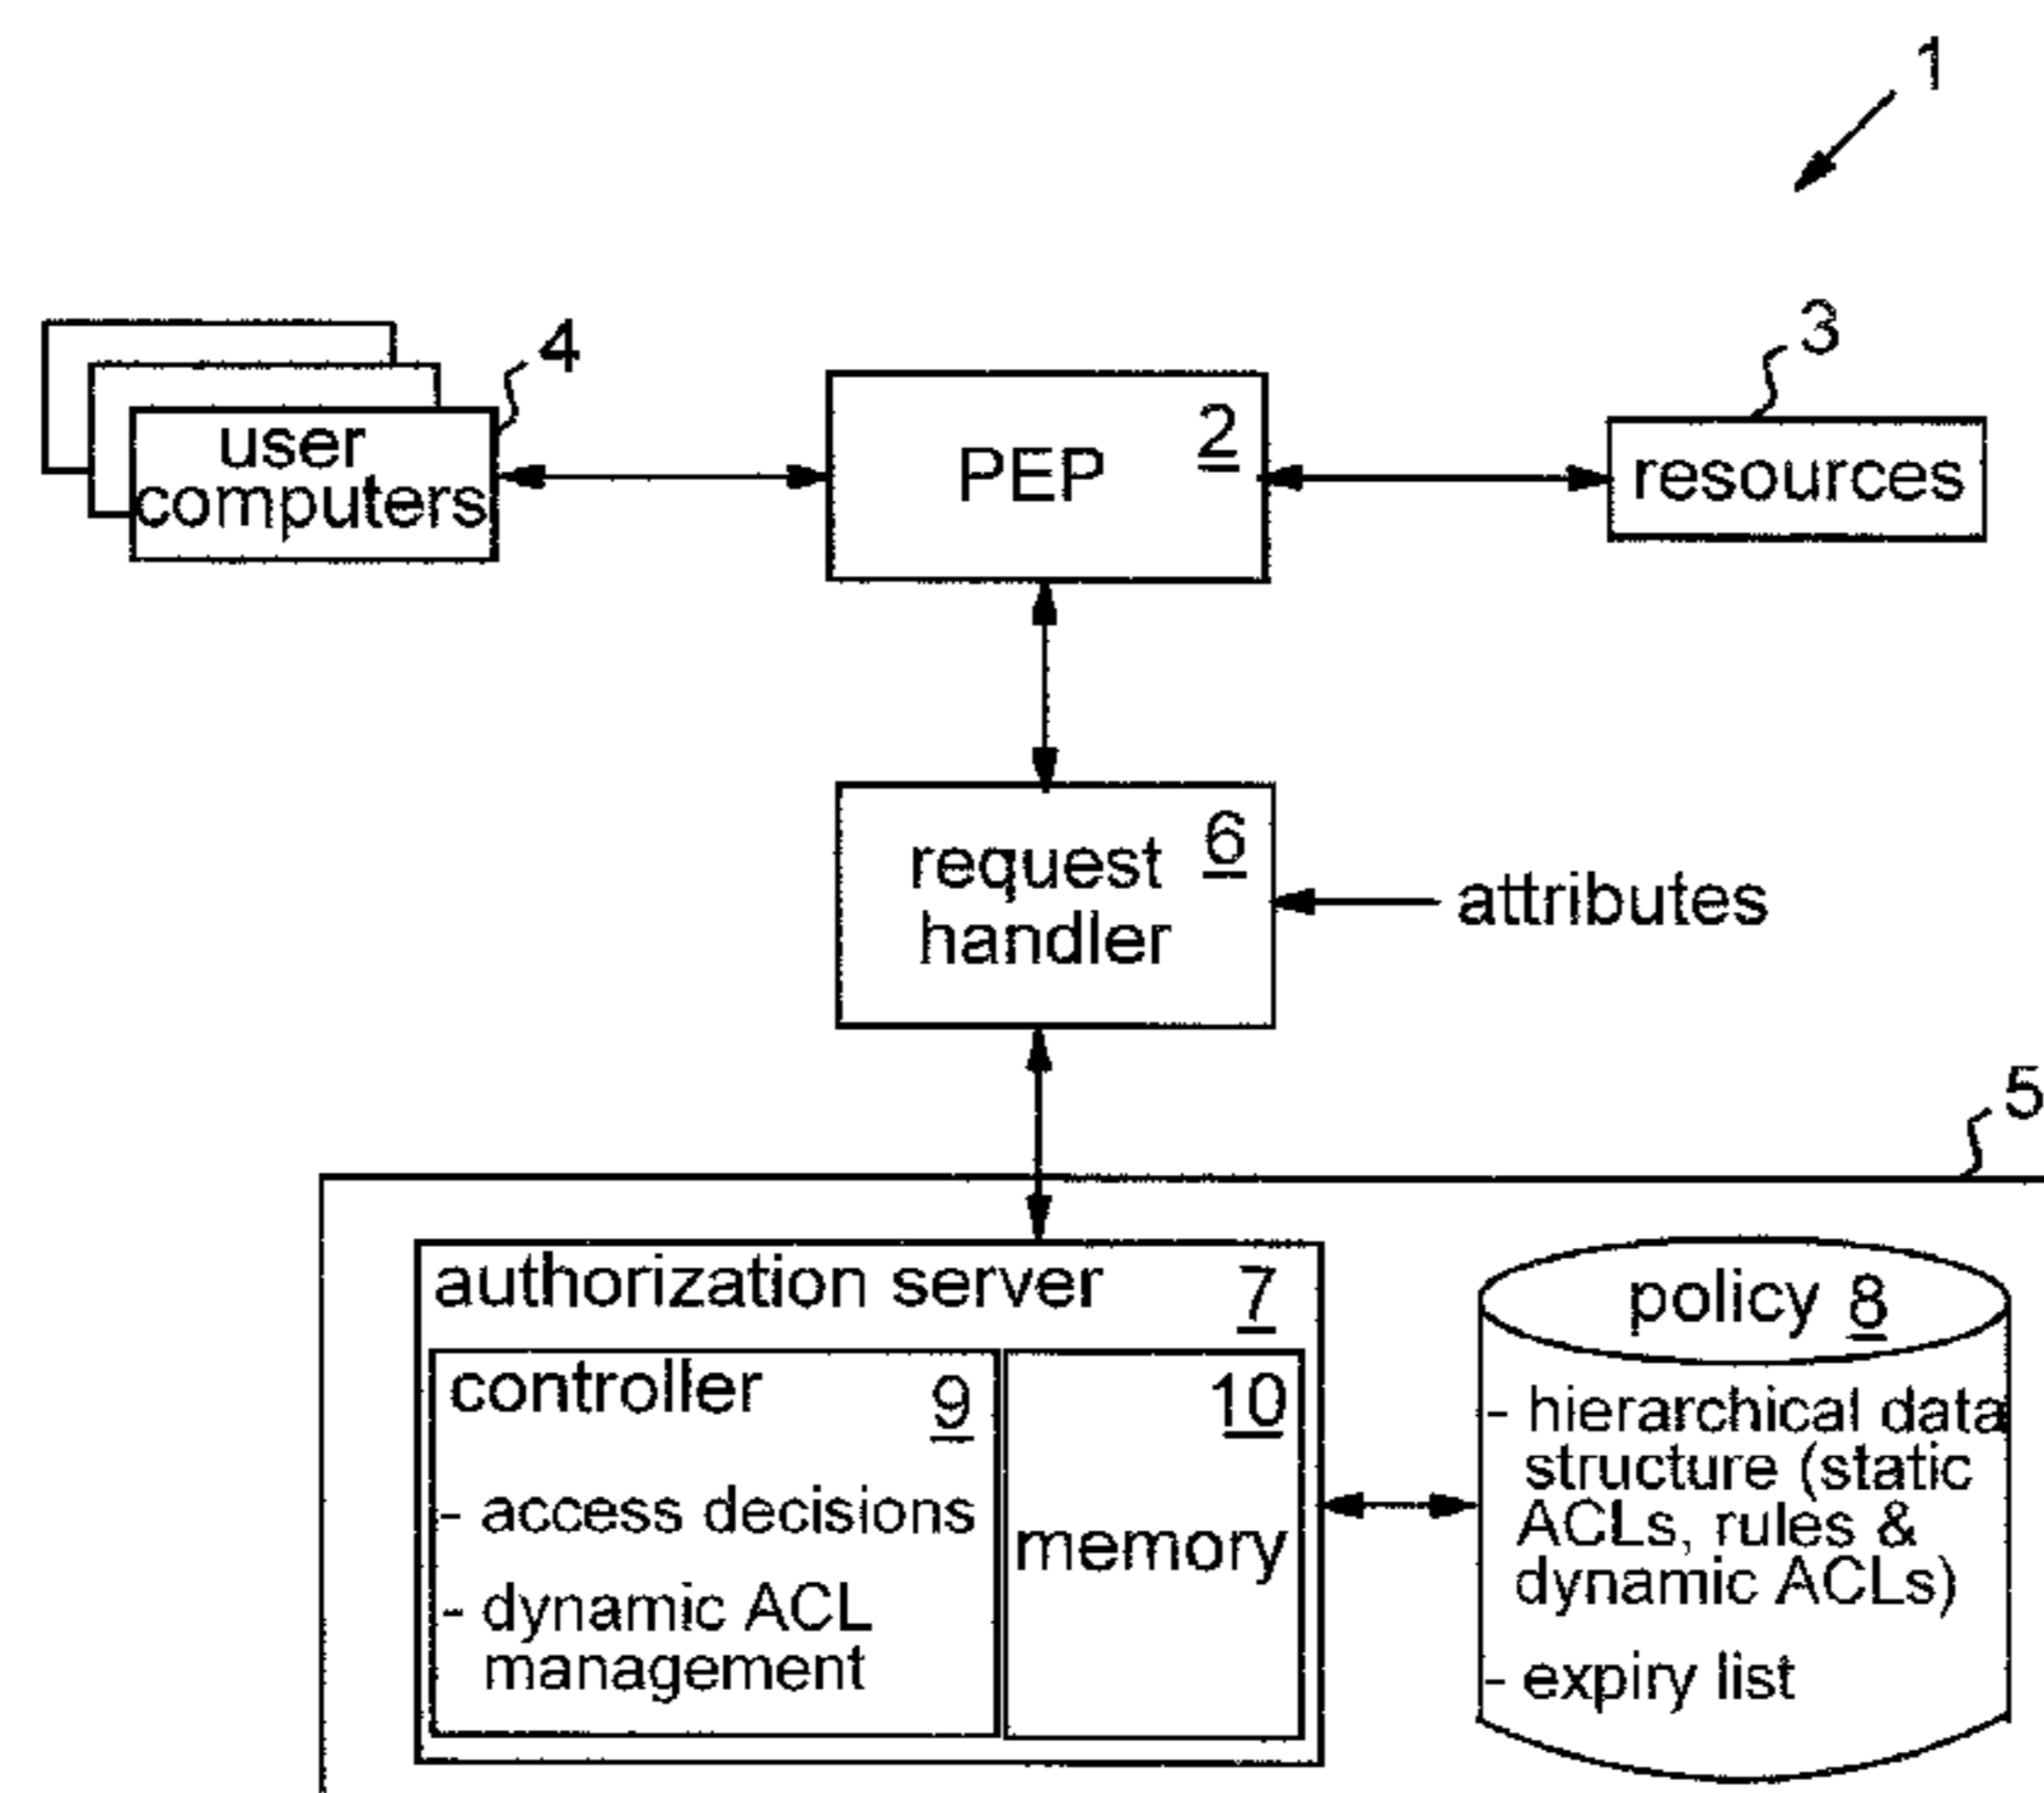 1
4
3
user
computers
PEP
2
resources
request
handler
6
attributes
5
authorization server
7
policy 8
controller
9
10
- access decisions
- dynamic ACL
management
memory
- hierarchical data
structure (static
ACLs, rules &
dynamic ACLs)
- expiry list